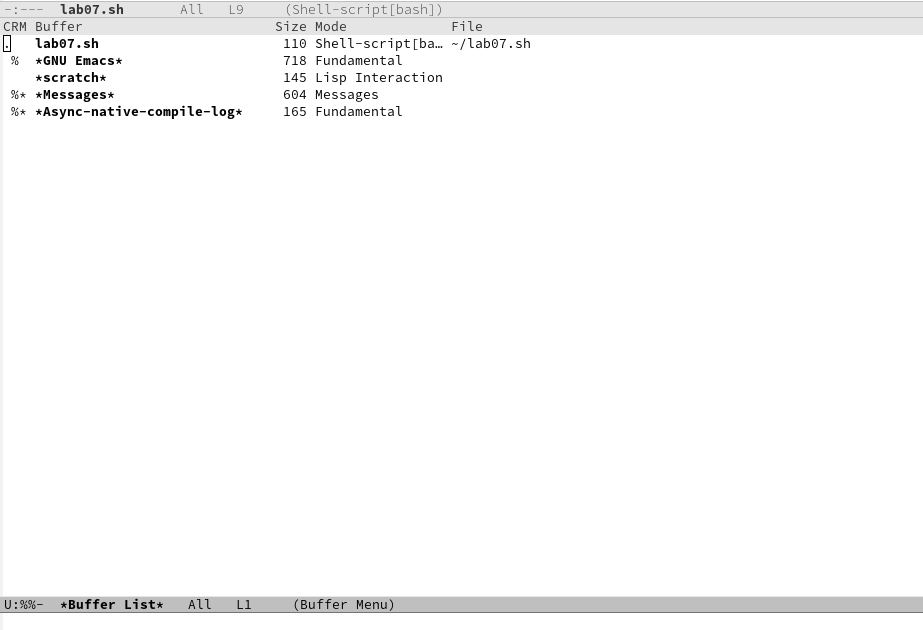 -:---  lab07.sh       All   L9     (Shell-script[bash])
CRM Buffer                        Size Mode             File
.   lab07.sh                       110 Shell-script[ba… ~/lab07.sh
 %  *GNU Emacs*                    718 Fundamental
    *scratch*                      145 Lisp Interaction
 %* *Messages*                     604 Messages
 %* *Async-native-compile-log*     165 Fundamental
U:%%-  *Buffer List*   All   L1     (Buffer Menu)